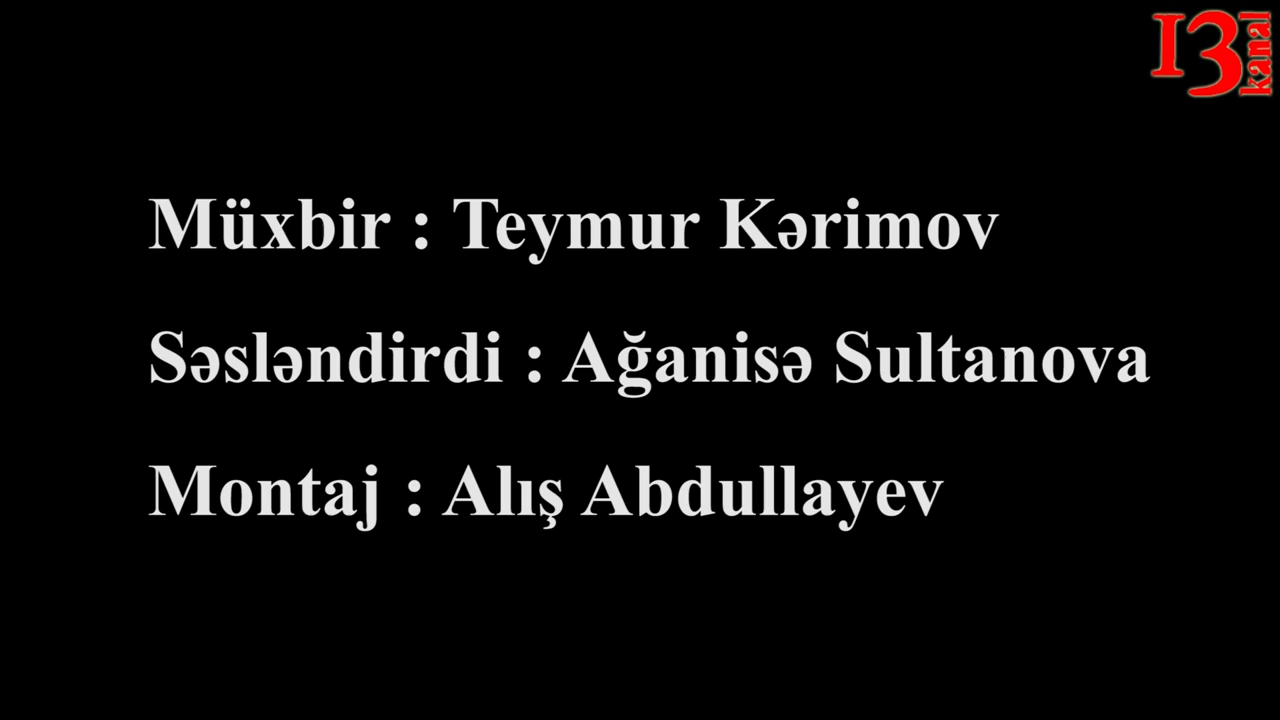 13 kanal
Müxbir : Teymur Kərimov
Səsləndirdi : Ağanisə Sultanova
Montaj : Alış Abdullayev